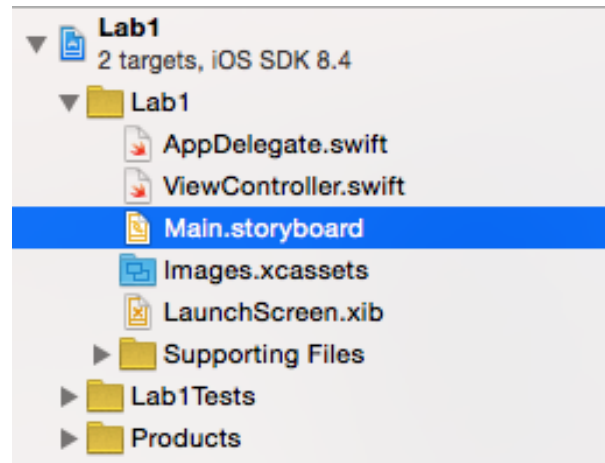 Lab1
2 targets, iOS SDK 8.4
Lab1
AppDelegate.swift
ViewController.swift
Main.storyboard
Images.xcassets
LaunchScreen.xib
Supporting Files
Lab1Tests
Products